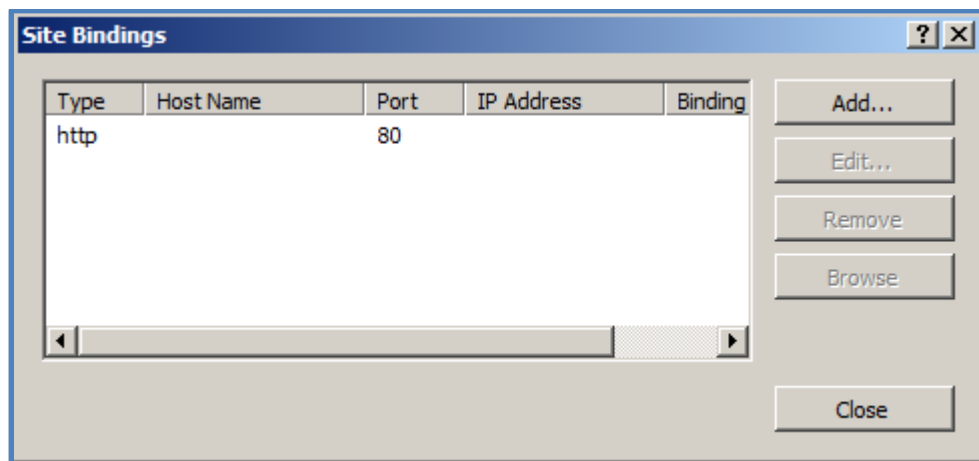 Site Bindings
Type Host Name Port IP Address Binding
http 80
Add...
Edit...
Remove
Browse
Close